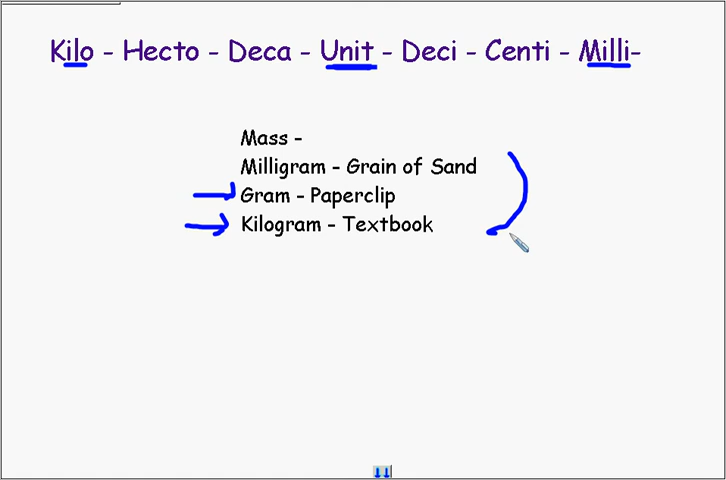 Kilo - Hecto - Deca - Unit - Deci - Centi - Milli-
Mass -
Milligram - Grain of Sand
Gram - Paperclip
Kilogram - Textbook